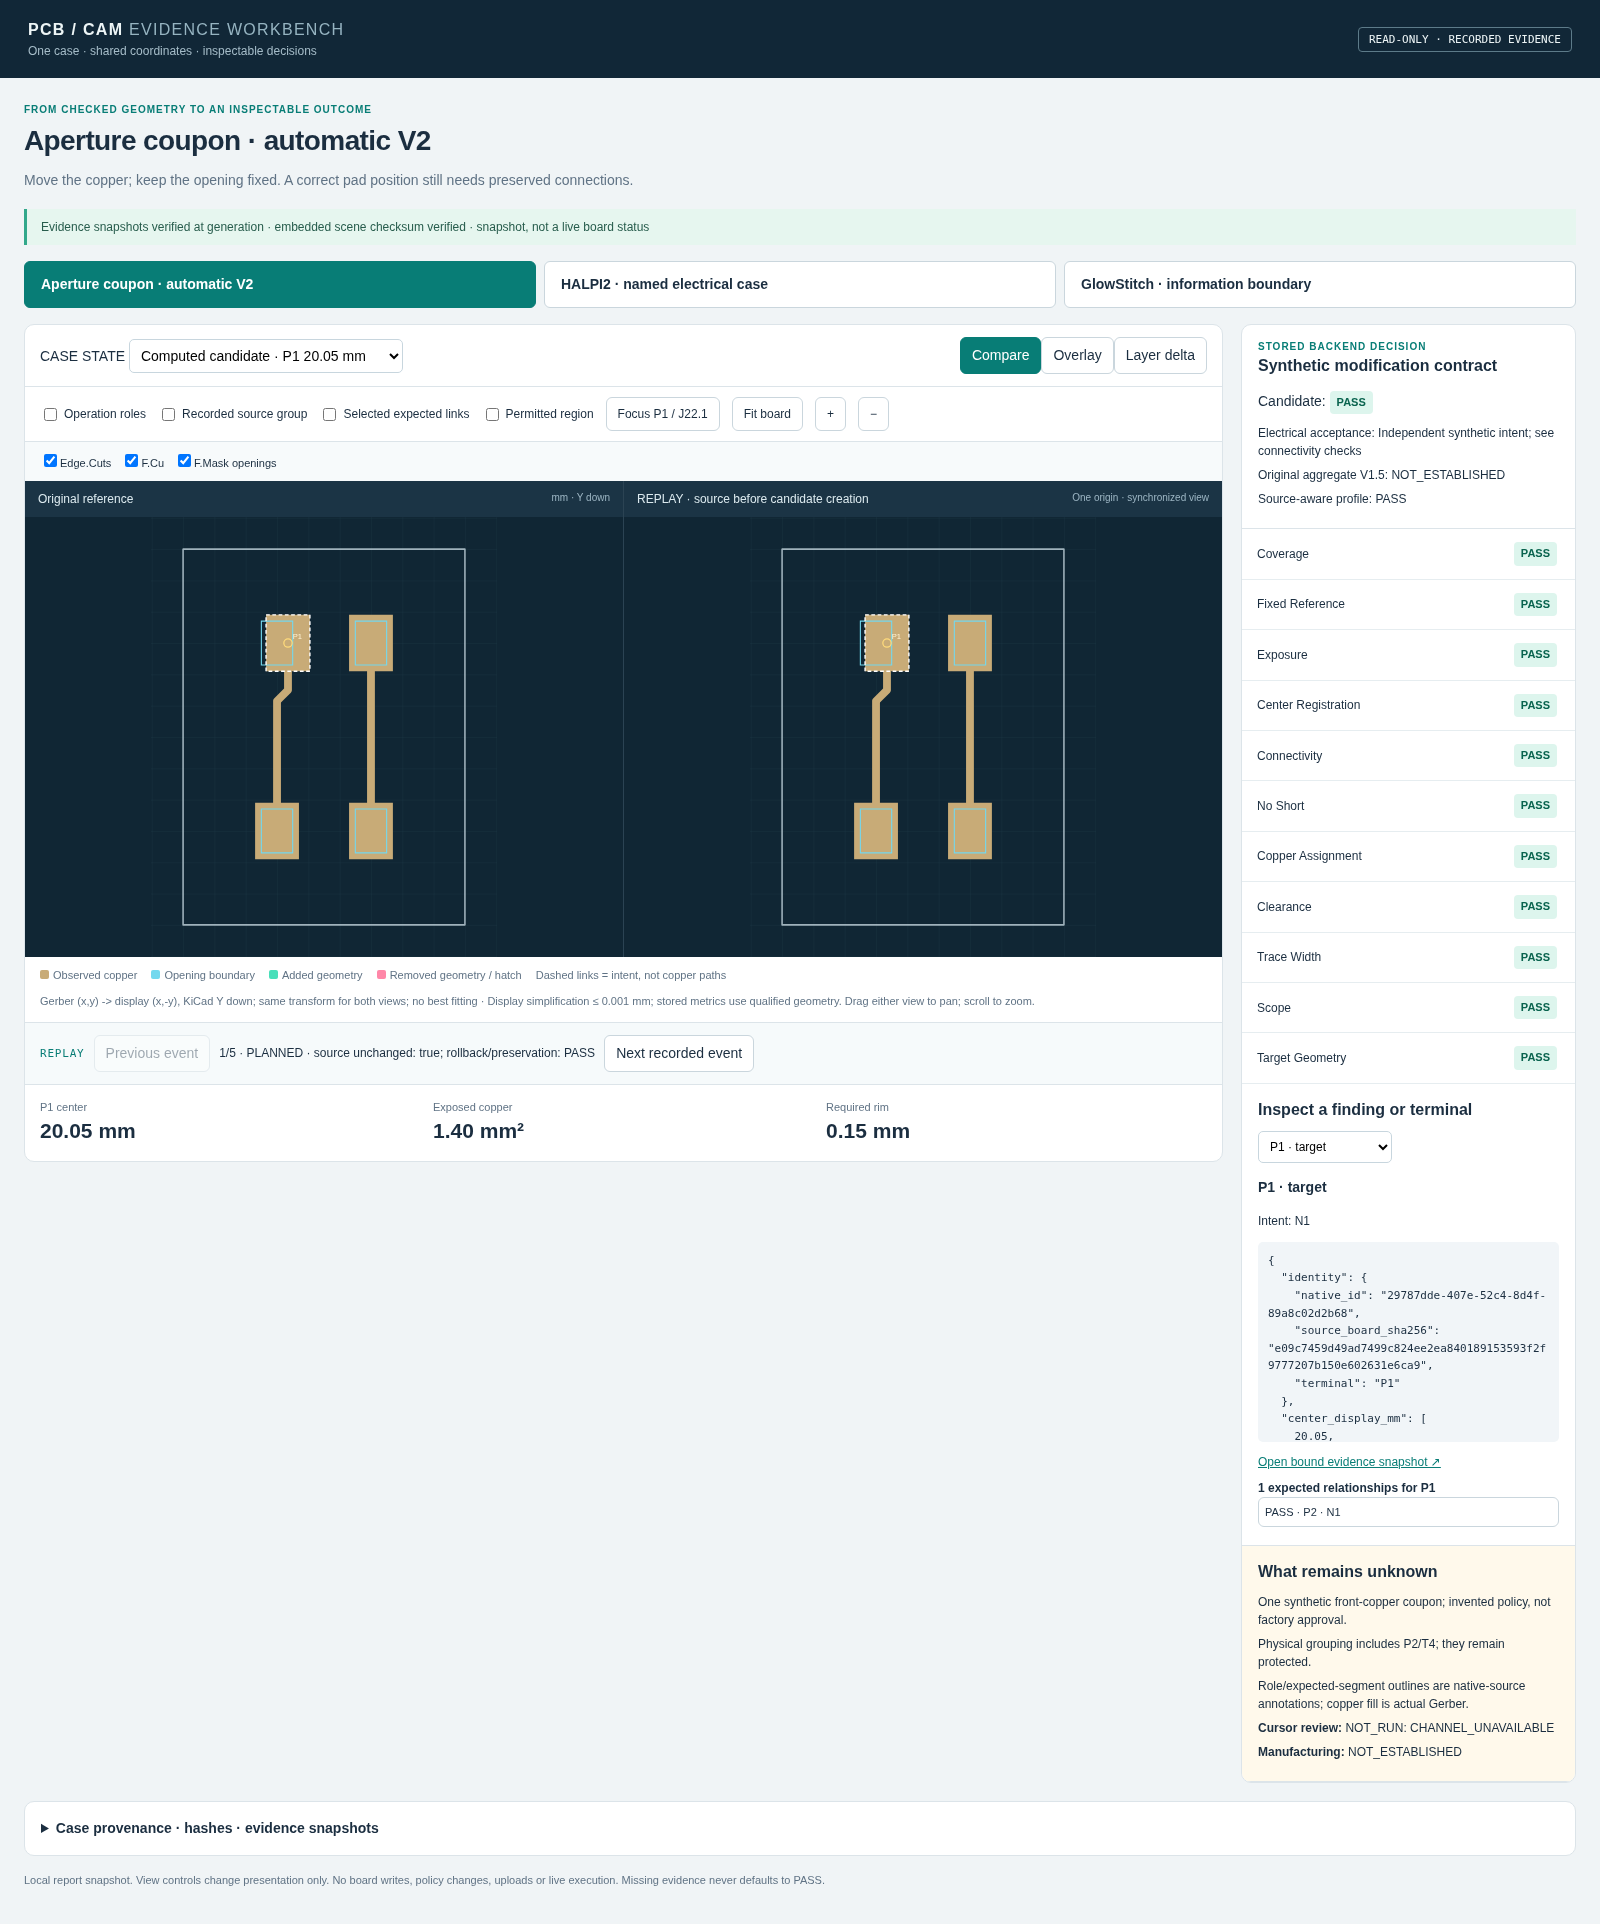 PCB / CAM EVIDENCE WORKBENCH
One case · shared coordinates · inspectable decisions
READ-ONLY · RECORDED EVIDENCE
FROM CHECKED GEOMETRY TO AN INSPECTABLE OUTCOME
Aperture coupon · automatic V2
Move the copper; keep the opening fixed. A correct pad position still needs preserved connections.
Evidence snapshots verified at generation · embedded scene checksum verified · snapshot, not a live board status
Aperture coupon · automatic V2
HALPI2 · named electrical case
GlowStitch · information boundary
CASE STATE
Computed candidate · P1 20.05 mm
Compare
Overlay
Layer delta
Operation roles
Recorded source group
Selected expected links
Permitted region
Focus P1 / J22.1
Fit board
+
−
Edge.Cuts
F.Cu
F.Mask openings
Original reference
mm · Y down
REPLAY · source before candidate creation
One origin · synchronized view
P1
P1
Observed copper
Opening boundary
Added geometry
Removed geometry / hatch
Dashed links = intent, not copper paths
Gerber (x,y) -> display (x,-y), KiCad Y down; same transform for both views; no best fitting · Display simplification ≤ 0.001 mm; stored metrics use qualified geometry. Drag either view to pan; scroll to zoom.
REPLAY
Previous event
1/5 · PLANNED · source unchanged: true; rollback/preservation: PASS
Next recorded event
P1 center
20.05 mm
Exposed copper
1.40 mm²
Required rim
0.15 mm
STORED BACKEND DECISION
Synthetic modification contract
Candidate: PASS
Electrical acceptance: Independent synthetic intent; see
connectivity checks
Original aggregate V1.5: NOT_ESTABLISHED
Source-aware profile: PASS
Coverage PASS
Fixed Reference PASS
Exposure PASS
Center Registration PASS
Connectivity PASS
No Short PASS
Copper Assignment PASS
Clearance PASS
Trace Width PASS
Scope PASS
Target Geometry PASS
Inspect a finding or terminal
P1 · target
P1 · target
Intent: N1
{
"identity": {
"native_id": "29787dde-407e-52c4-8d4f-
89a8c02d2b68",
"source_board_sha256":
"e09c7459d49ad7499c824ee2ea840189153593f2f
9777207b150e602631e6ca9",
"terminal": "P1"
},
"center_display_mm": [
20.05,
Open bound evidence snapshot ↗
1 expected relationships for P1
PASS · P2 · N1
What remains unknown
One synthetic front-copper coupon; invented policy, not
factory approval.
Physical grouping includes P2/T4; they remain
protected.
Role/expected-segment outlines are native-source
annotations; copper fill is actual Gerber.
Cursor review: NOT_RUN: CHANNEL_UNAVAILABLE
Manufacturing: NOT_ESTABLISHED
Case provenance · hashes · evidence snapshots
Local report snapshot. View controls change presentation only. No board writes, policy changes, uploads or live execution. Missing evidence never defaults to PASS.